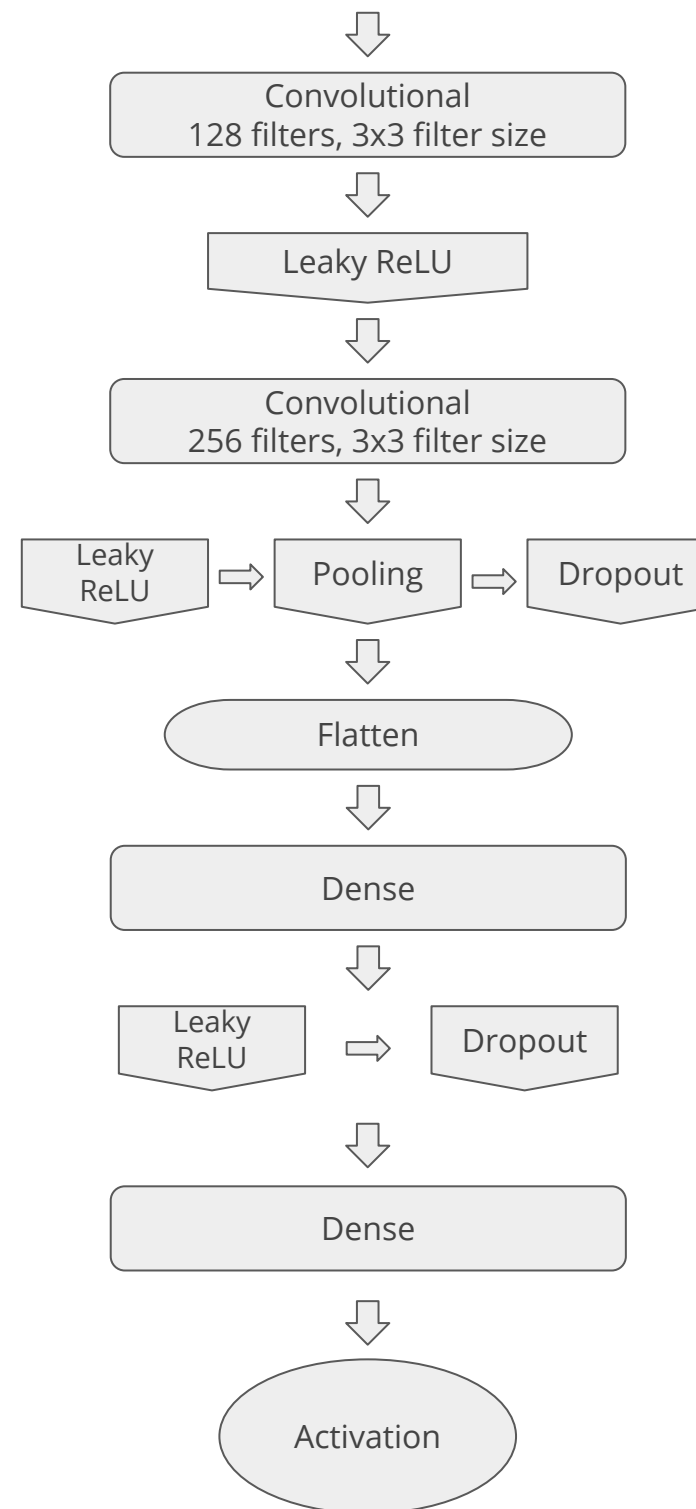 Convolutional
128 filters, 3x3 filter size
Leaky ReLU
Convolutional
256 filters, 3x3 filter size
Leaky
ReLU
Pooling
Dropout
Flatten
Dense
Leaky
ReLU
Dropout
Dense
Activation